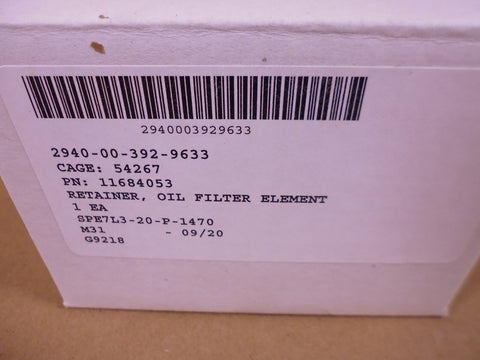 2940003929633
2940-00-392-9633
CAGE: 54267
PN: 11684053
RETAINER, OIL FILTER ELEMENT
1 EA
SPE7L3-20-P-1470
M31 - 09/20
G9218